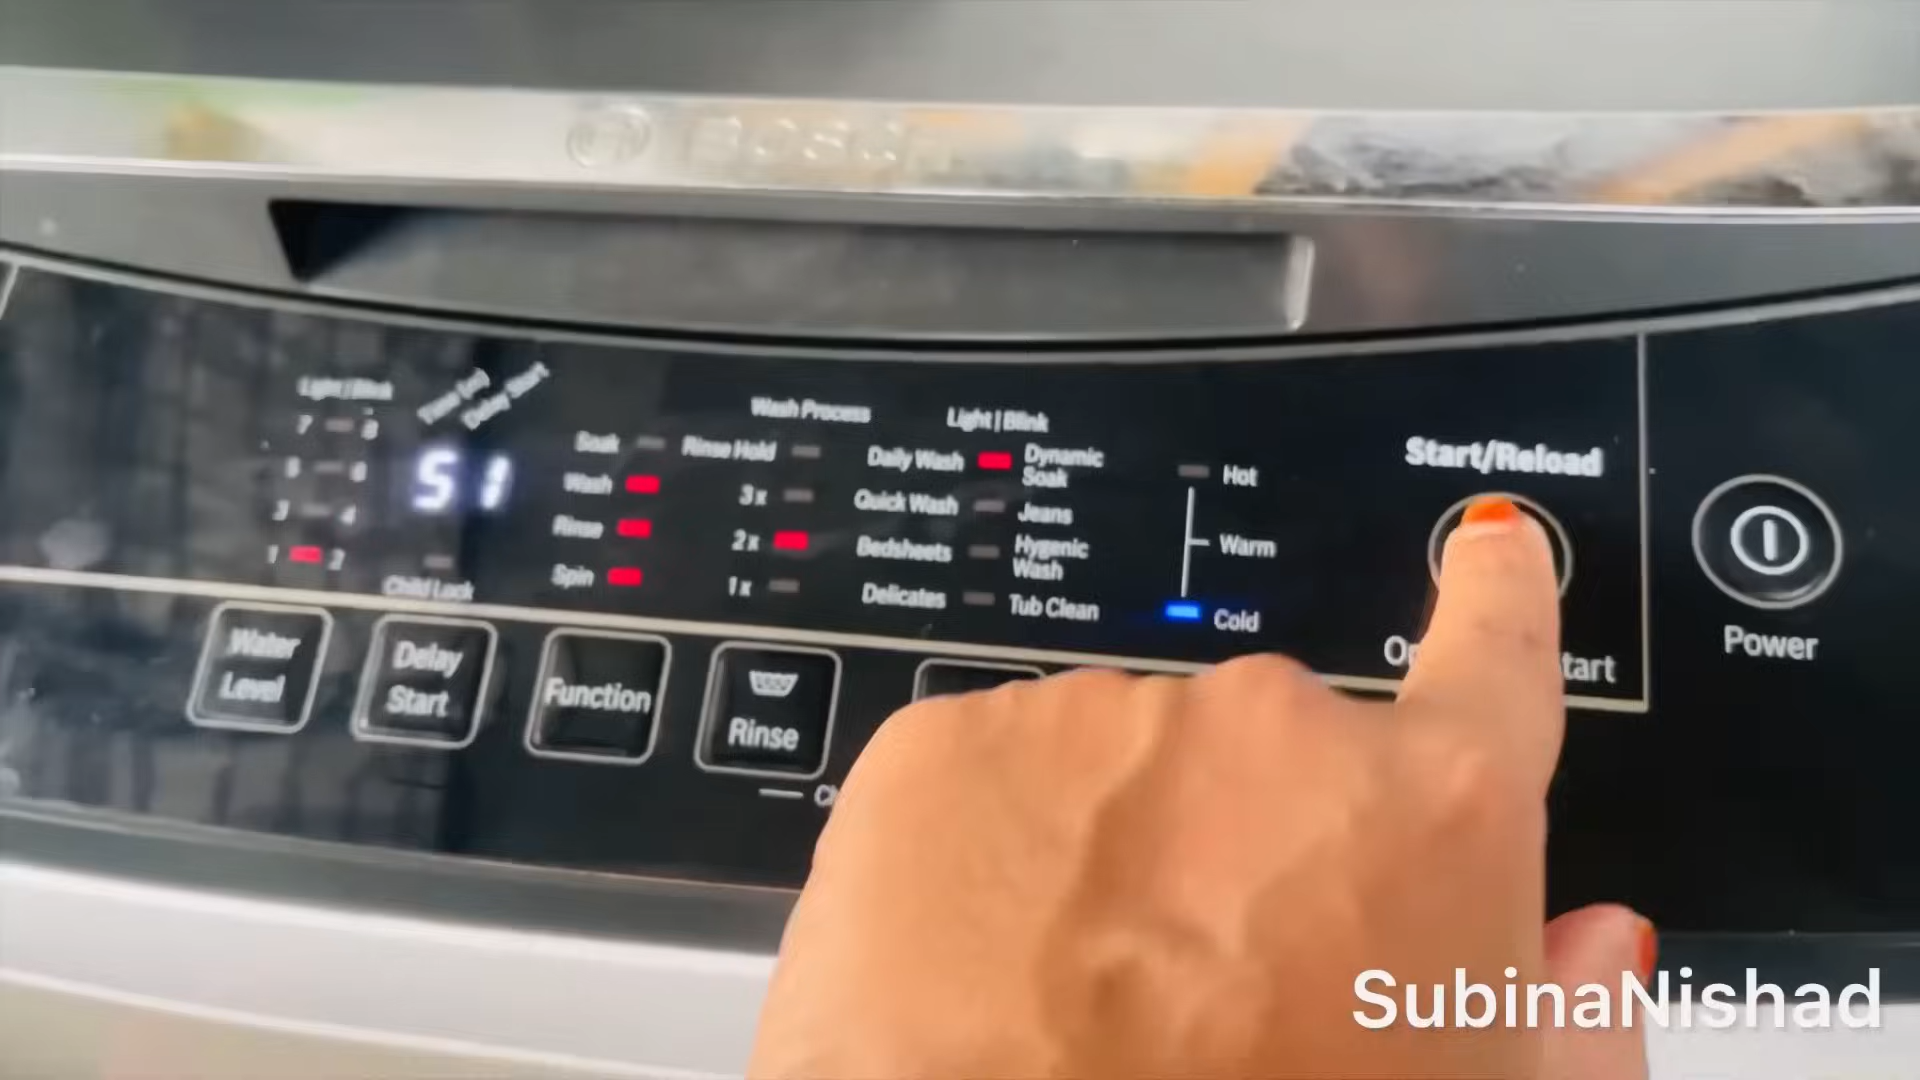 BOSCH
Light | Blink
Time (m)
Delay Start
7 8
5 6
3 4
1 2
51
Child Lock
Wash Process
Soak
Wash
Rinse
Spin
Rinse Hold
3x
2x
1x
Light | Blink
Daily Wash
Dynamic
Soak
Quick Wash
Jeans
Bedsheets
Hygenic
Wash
Delicates
Tub Clean
Hot
Warm
Cold
Start/Reload
Power
Water
Level
Delay
Start
Function
Rinse
SubinaNishad